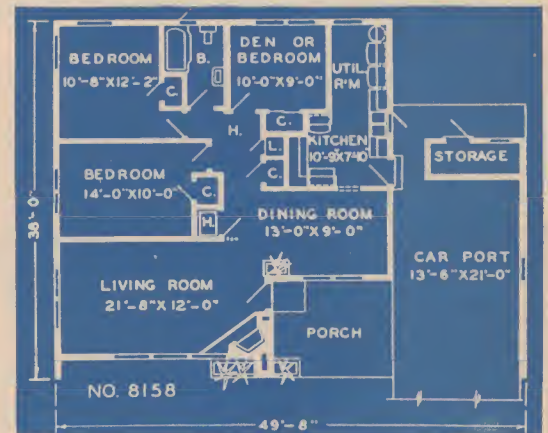 BEDROOM
10'-8"X12'-2"
B.
C.
DEN OR
BEDROOM
10'-0"X9'-0"
UTIL
R'M
H.
C.
L.
C.
KITCHEN
10'-9"X7'-10"
STORAGE
BEDROOM
14'-0"X10'-0"
C.
H.
DINING ROOM
13'-0"X9'-0"
LIVING ROOM
21'-8"X12'-0"
CAR PORT
13'-6"X21'-0"
PORCH
NO. 8158
38'-0"
49'-8"